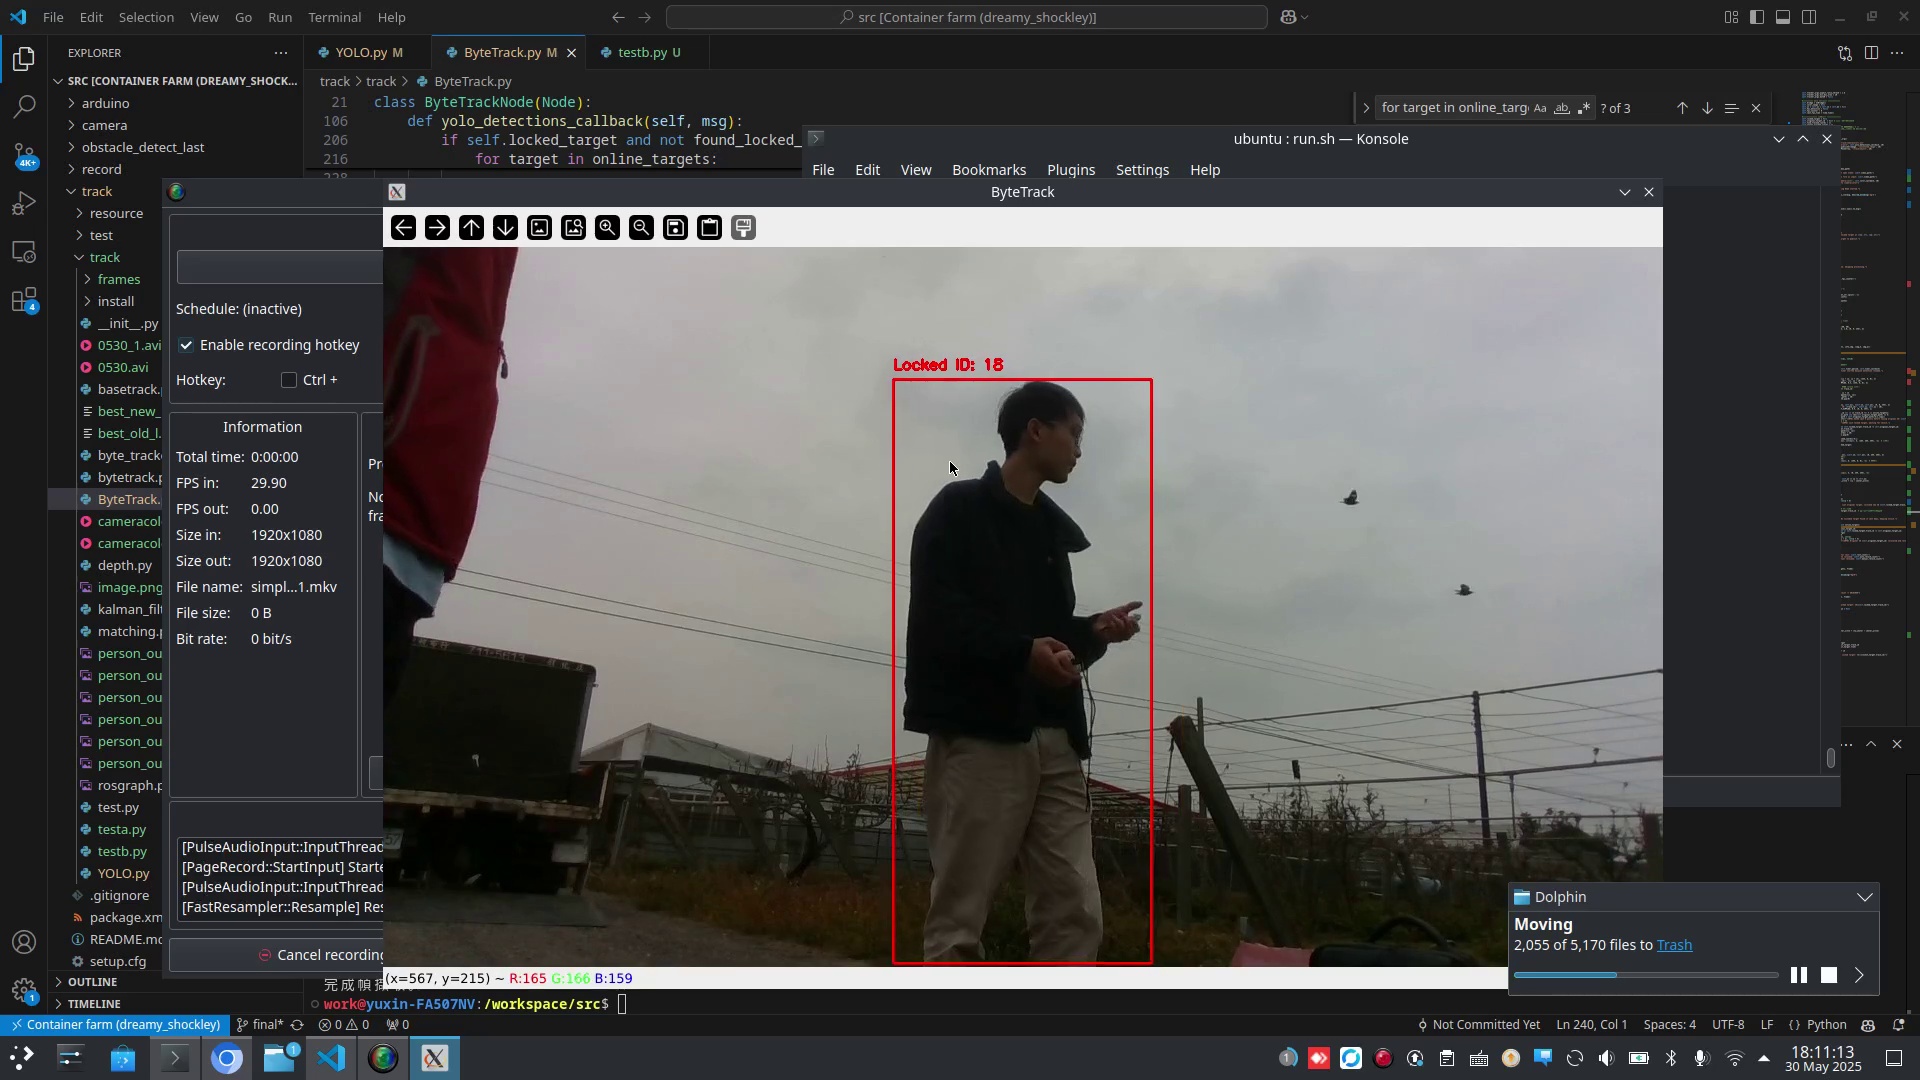 File Edit Selection View Go Run Terminal Help
src [Container farm (dreamy_shockley)]
EXPLORER
SRC [CONTAINER FARM (DREAMY_SHOCK...
arduino
camera
obstacle_detect_last
record
track
resource
test
track
frames
install
__init__.py
0530_1.avi
0530.avi
basetrack.
best_new_
best_old_l.
byte_track
bytetrack.p
ByteTrack.
cameracol
cameracol
depth.py
image.png
kalman_filt
matching.p
person_ou
person_ou
person_ou
person_ou
person_ou
person_ou
rosgraph.p
test.py
testa.py
testb.py
YOLO.py
.gitignore
package.xm
README.md
setup.cfg
OUTLINE
TIMELINE
4K+
4
1
YOLO.py M
ByteTrack.py M
testb.py U
track > track > ByteTrack.py
21 class ByteTrackNode(Node):
106 def yolo_detections_callback(self, msg):
206 if self.locked_target and not found_locked_
216 for target in online_targets:
for target in online_targ Aa ab ? of 3
ubuntu : run.sh — Konsole
File Edit View Bookmarks Plugins Settings Help
Schedule: (inactive)
Enable recording hotkey
Hotkey: Ctrl +
Information
Total time: 0:00:00
FPS in: 29.90
FPS out: 0.00
Size in: 1920x1080
Size out: 1920x1080
File name: simpl...1.mkv
File size: 0 B
Bit rate: 0 bit/s
[PulseAudioInput::InputThread
[PageRecord::StartInput] Starte
[PulseAudioInput::InputThread
[FastResampler::Resample] Res
Cancel recording
ByteTrack
Locked ID: 18
(x=567, y=215) ~ R:165 G:166 B:159
work@yuxin-FA507NV:/workspace/src$
Dolphin
Moving
2,055 of 5,170 files to Trash
Container farm (dreamy_shockley) final* 0 0 0
Not Committed Yet Ln 240, Col 1 Spaces: 4 UTF-8 LF {} Python
1
1
18:11:13
30 May 2025